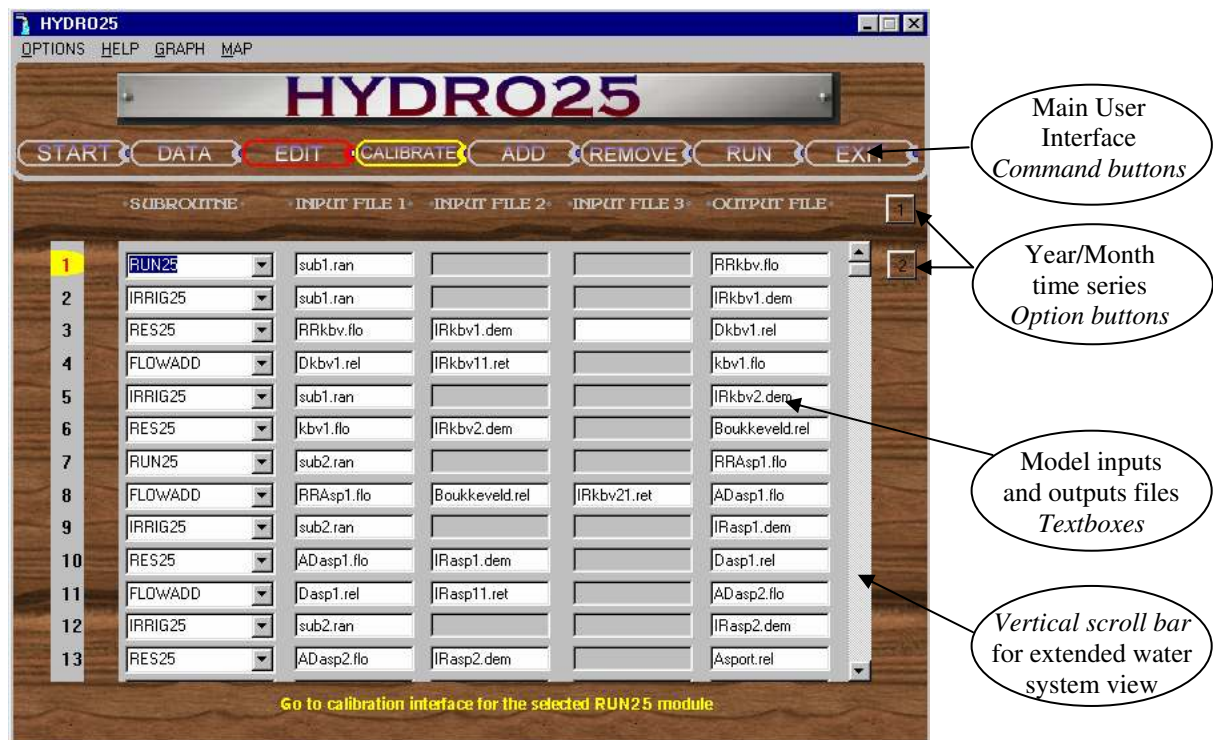 HYDRO25
OPTIONS HELP GRAPH MAP
HYDRO25
START DATA EDIT CALIBRATE ADD REMOVE RUN EXIT
SUBROUTINE INPUT FILE 1 INPUT FILE 2 INPUT FILE 3 OUTPUT FILE 1
1 RUN25 sub1.ran RRkbv.flo 2
2 IRRIG25 sub1.ran IRkbv1.dem
3 RES25 RRkbv.flo IRkbv1.dem Dkbv1.rel
4 FLOWADD Dkbv1.rel IRkbv11.ret kbv1.flo
5 IRRIG25 sub1.ran IRkbv2.dem
6 RES25 kbv1.flo IRkbv2.dem Boukkeveld.rel
7 RUN25 sub2.ran RRAsp1.flo
8 FLOWADD RRAsp1.flo Boukkeveld.rel IRkbv21.ret ADasp1.flo
9 IRRIG25 sub2.ran IRasp1.dem
10 RES25 ADasp1.flo IRasp1.dem Dasp1.rel
11 FLOWADD Dasp1.rel IRasp11.ret ADasp2.flo
12 IRRIG25 sub2.ran IRasp2.dem
13 RES25 ADasp2.flo IRasp2.dem Asport.rel
Go to calibration interface for the selected RUN25 module
Main User
Interface
Command buttons
Year/Month
time series
Option buttons
Model inputs
and outputs files
Textboxes
Vertical scroll bar
for extended water
system view